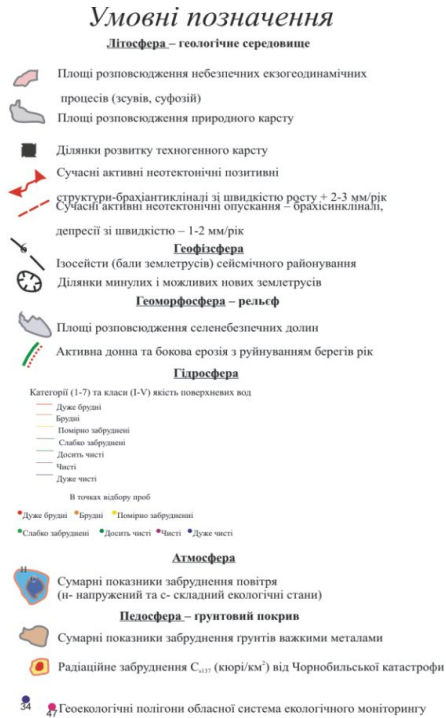 Умовні позначення
Літосфера – геологічне середовище
Площі розповсюдження небезпечних екзогеодинамічних
процесів (зсувів, суфозій)
Площі розповсюдження природного карсту
Ділянки розвитку техногенного карсту
Сучасні активні неотектонічні позитивні
структури-брахіантикліналі зі швидкістю росту + 2-3 мм/рік
Сучасні активні неотектонічні опускання – брахісинкліналі,
депресії зі швидкістю – 1-2 мм/рік
Геофізсфера
Ізосейсти (бали землетрусів) сейсмічного районування
Ділянки минулих і можливих нових землетрусів
Геоморфосфера – рельєф
Площі розповсюдження селенебезпечних долин
Активна донна та бокова ерозія з руйнуванням берегів рік
Гідросфера
Категорії (1-7) та класи (I-V) якість поверхневих вод
Дуже брудні
Брудні
Помірно забруднені
Слабко забруднені
Досить чисті
Чисті
Дуже чисті
В точках відбору проб
Дуже брудні Брудні Помірно забрудненні
Слабко забруднені Досить чисті Чисті Дуже чисті
Атмосфера
Н
Сумарні показники забруднення повітря
(н- напружений та с- складний екологічні стани)
Педосфера – ґрунтовий покрив
Сумарні показники забруднення ґрунтів важкими металами
Радіаційне забруднення Cs137 (кюрі/км²) від Чорнобильської катастрофи
34 47 Геоекологічні полігони обласної система екологічного моніторингу